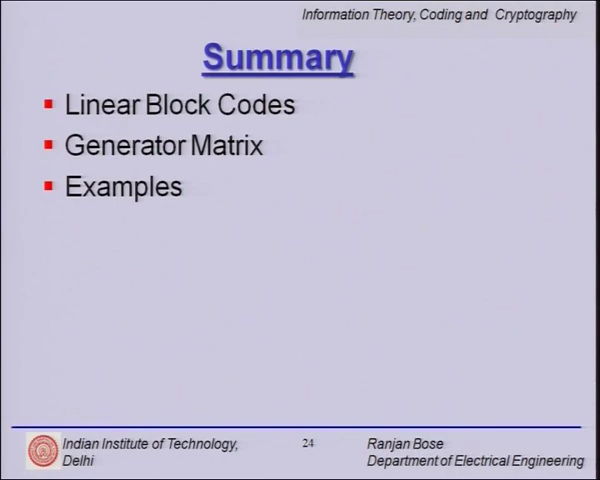 Information Theory, Coding and Cryptography
Summary
Linear Block Codes
Generator Matrix
Examples
Indian Institute of Technology,
Delhi
24
Ranjan Bose
Department of Electrical Engineering